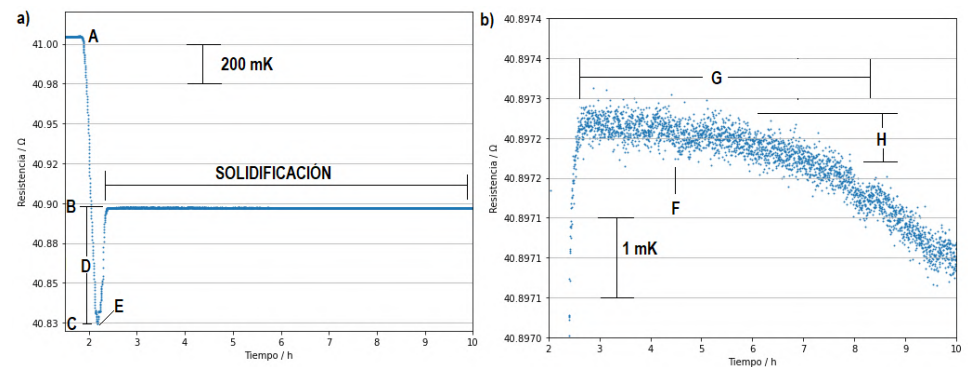 a)
A
41.00
200 mK
40.98
40.95
40.92
SOLIDIFICACIÓN
B
40.90
40.88
D
40.85
E
C
40.83
2
3
4
5
6
7
8
9
10
Tiempo / h
Resistencia / Ω
b)
40.8974
40.8974
G
40.8973
40.8972
H
40.8972
F
40.8971
1 mK
40.8971
40.8971
40.8970
2
3
4
5
6
7
8
9
10
Tiempo / h
Resistencia / Ω